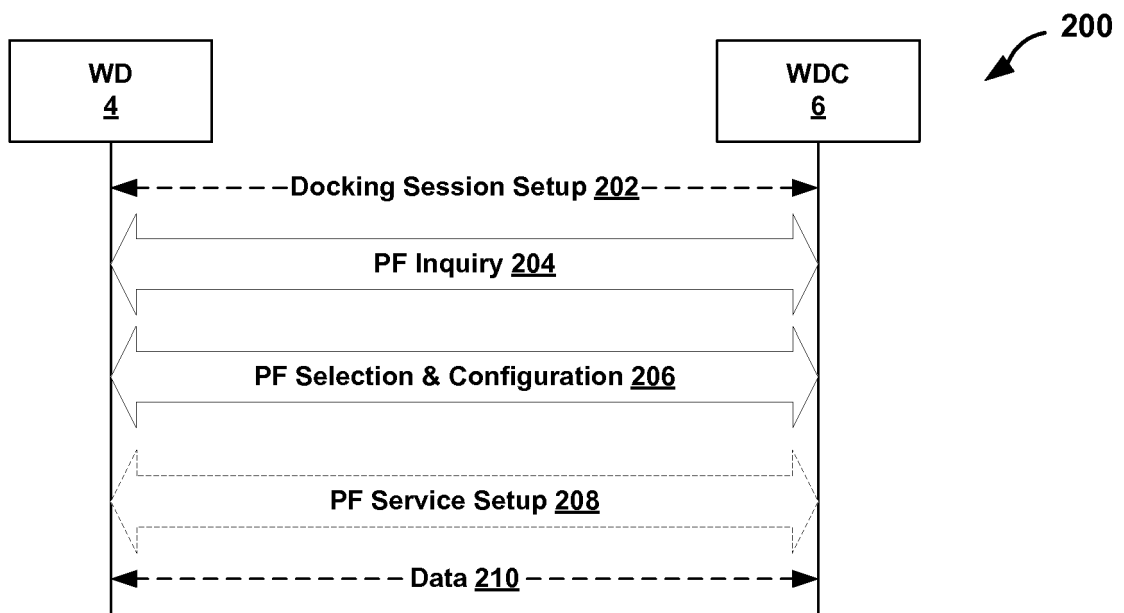 200
WD
4
WDC
6
Docking Session Setup 202
PF Inquiry 204
PF Selection & Configuration 206
PF Service Setup 208
Data 210